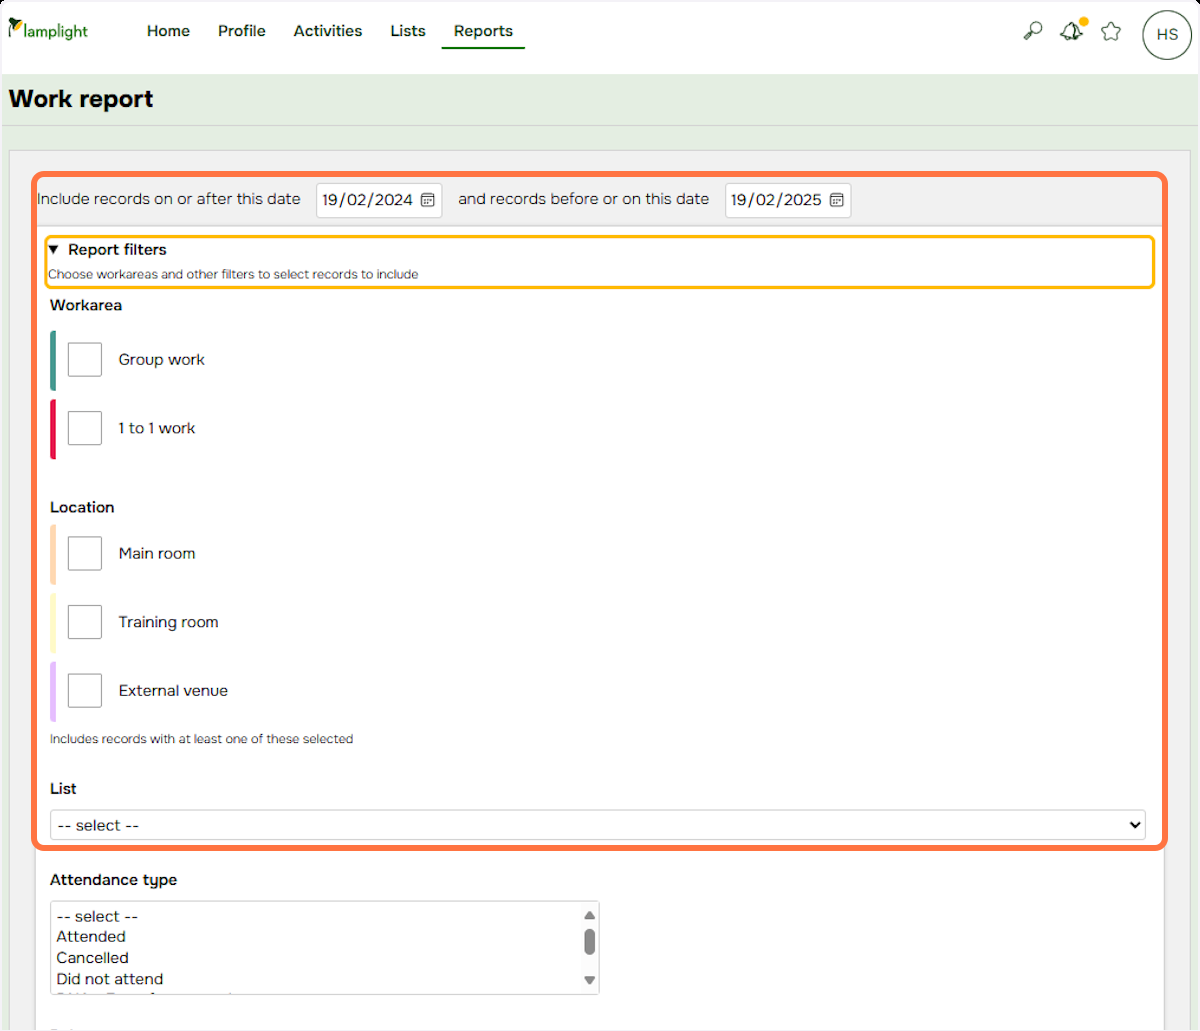 lamplight
Home Profile Activities Lists Reports HS
Work report
Include records on or after this date 19/02/2024 and records before or on this date 19/02/2025
Report filters
Choose workareas and other filters to select records to include
Workarea
Group work
1 to 1 work
Location
Main room
Training room
External venue
Includes records with at least one of these selected
List
-- select --
Attendance type
-- select --
Attended
Cancelled
Did not attend